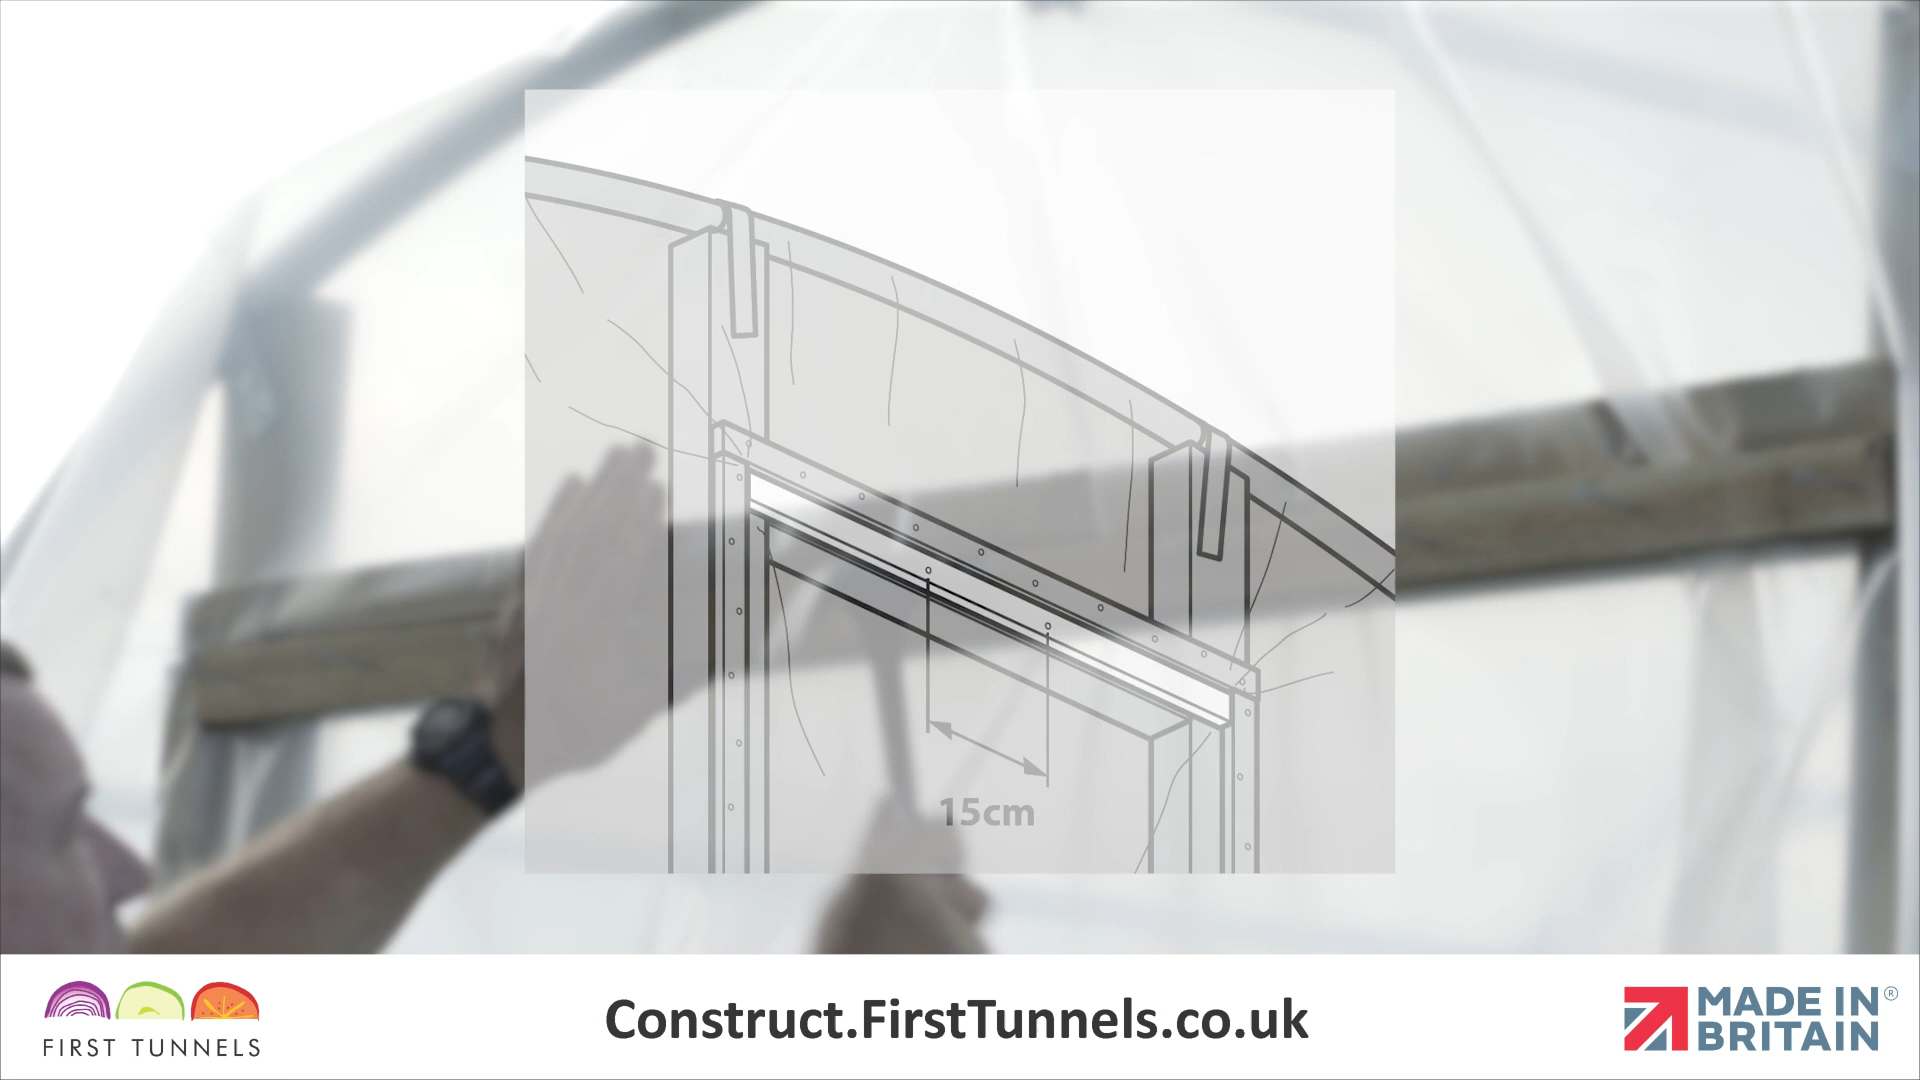 15cm
FIRST TUNNELS
Construct.FirstTunnels.co.uk
MADE IN®
BRITAIN